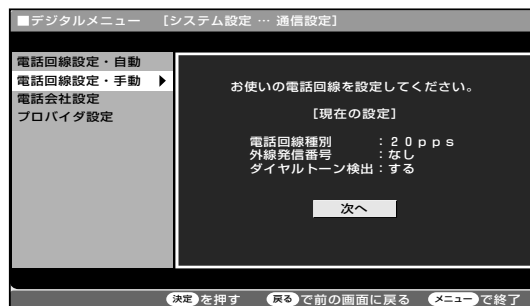 ■デジタルメニュー [システム設定 … 通信設定]
電話回線設定・自動
電話回線設定・手動 ▶
電話会社設定
プロバイダ設定
お使いの電話回線を設定してください。
[現在の設定]
電話回線種別 :20pps
外線発信番号 :なし
ダイヤルトーン検出:する
次へ
決定 を押す 戻る で前の画面に戻る メニュー で終了